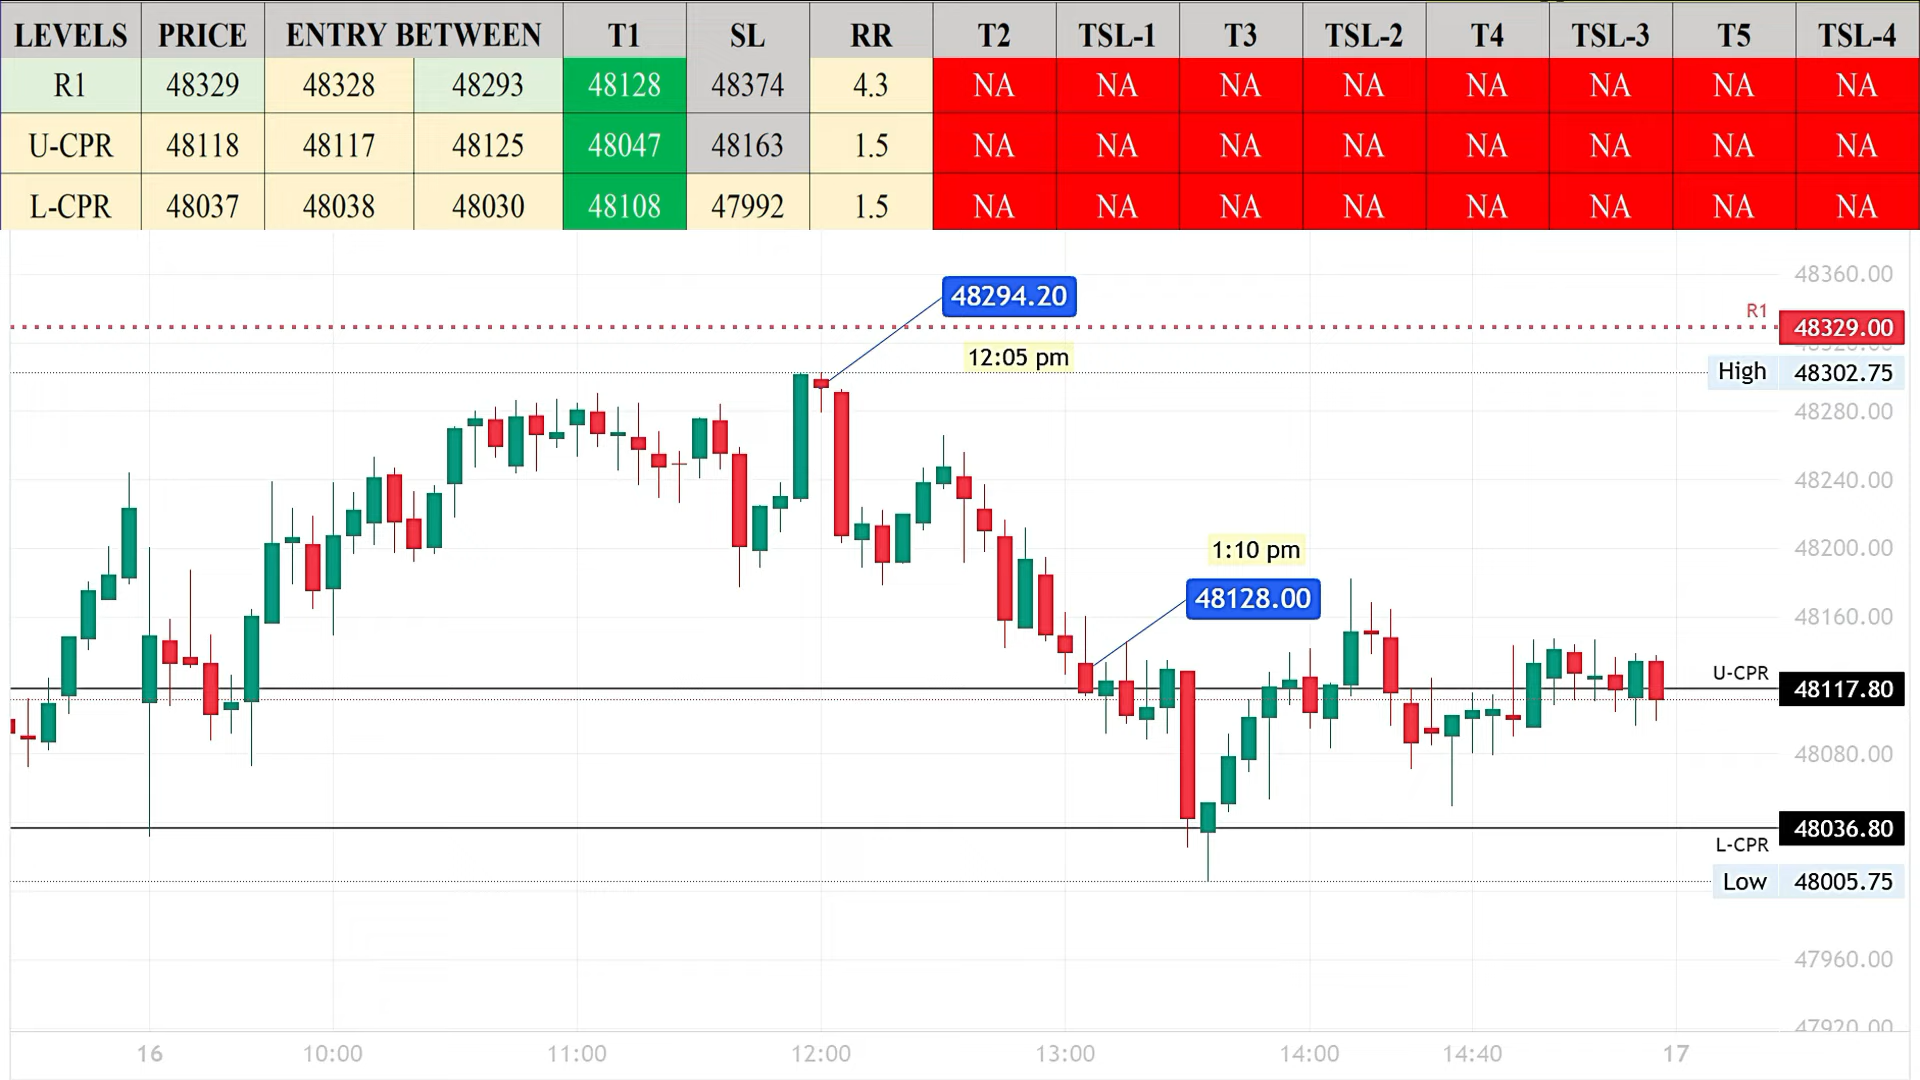 LEVELS PRICE ENTRY BETWEEN T1 SL RR T2 TSL-1 T3 TSL-2 T4 TSL-3 T5 TSL-4
R1 48329 48328 48293 48128 48374 4.3 NA NA NA NA NA NA NA NA
U-CPR 48118 48117 48125 48047 48163 1.5 NA NA NA NA NA NA NA NA
L-CPR 48037 48038 48030 48108 47992 1.5 NA NA NA NA NA NA NA NA
48360.00
48294.20
R1
48329.00
12:05 pm
High 48302.75
48280.00
48240.00
1:10 pm
48200.00
48128.00
48160.00
U-CPR
48117.80
48080.00
48036.80
L-CPR
Low 48005.75
47960.00
47920.00
16 10:00 11:00 12:00 13:00 14:00 14:40 17